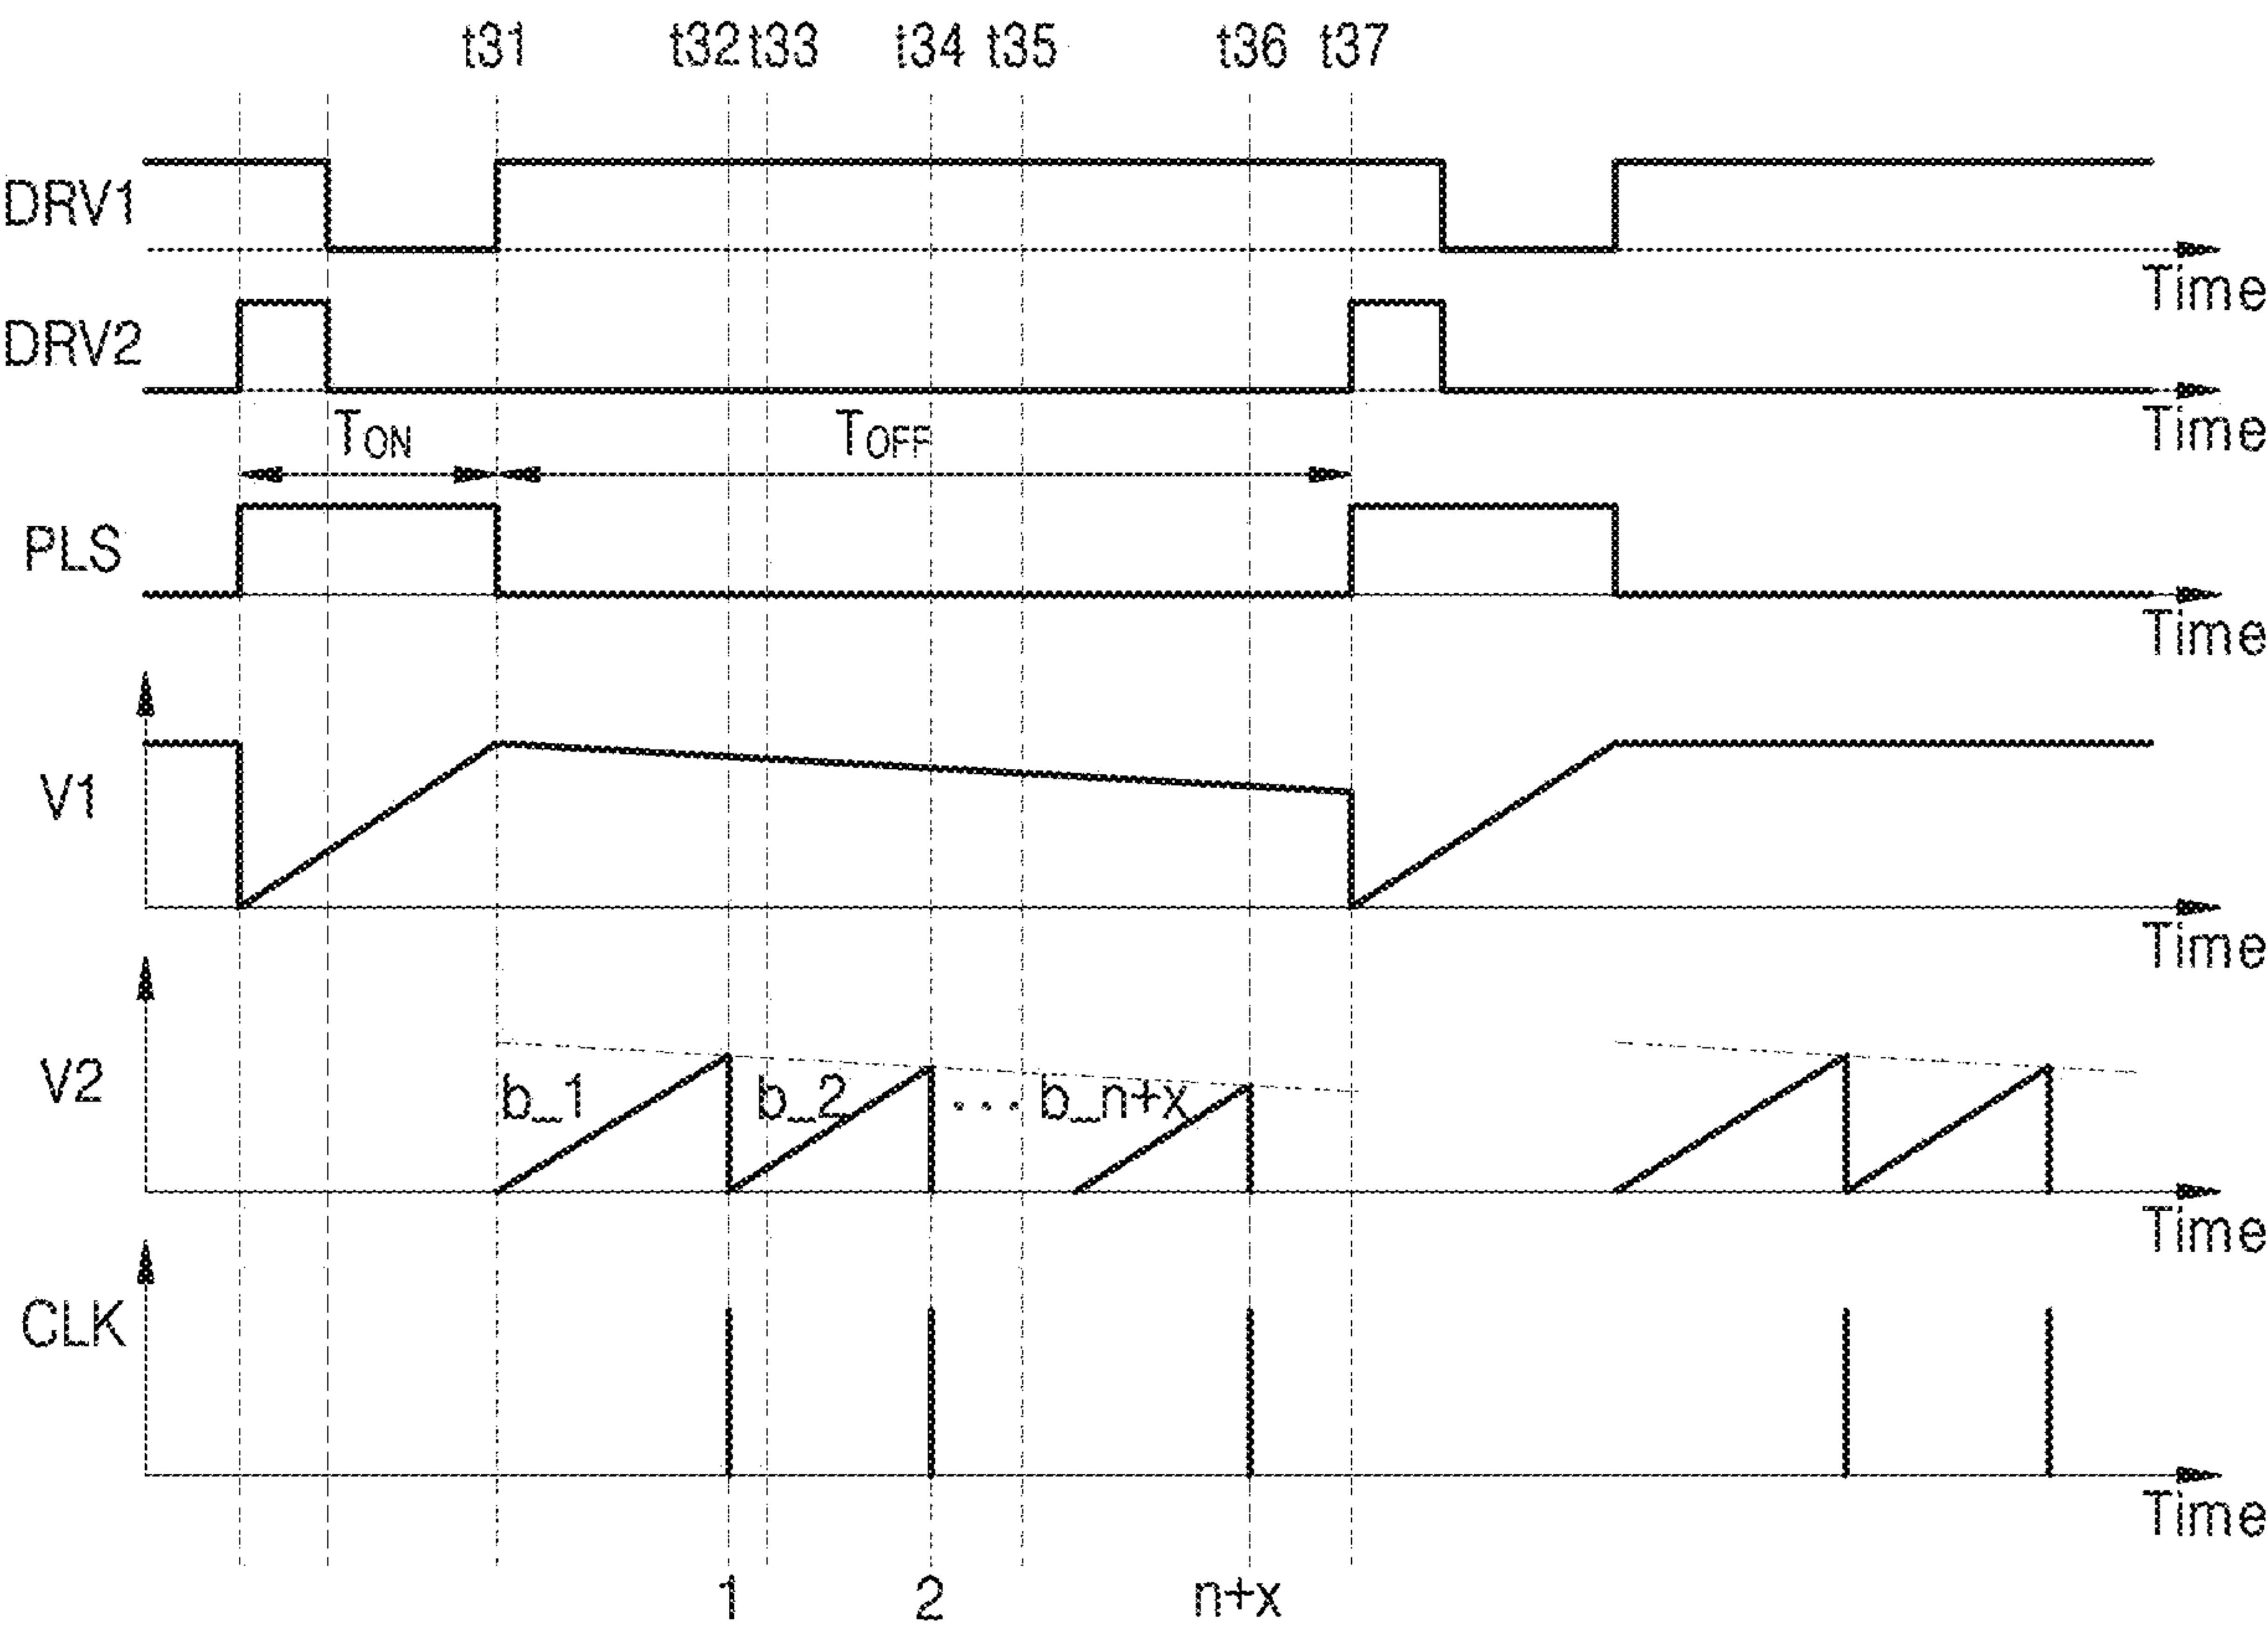 t31 t32 t33 t34 t35 t36 t37
DRV1
Time
DRV2
Time
TON TOFF
PLS
Time
V1
Time
V2
b_1 b_2 ... b_n+x
Time
CLK
Time
1 2 n+x